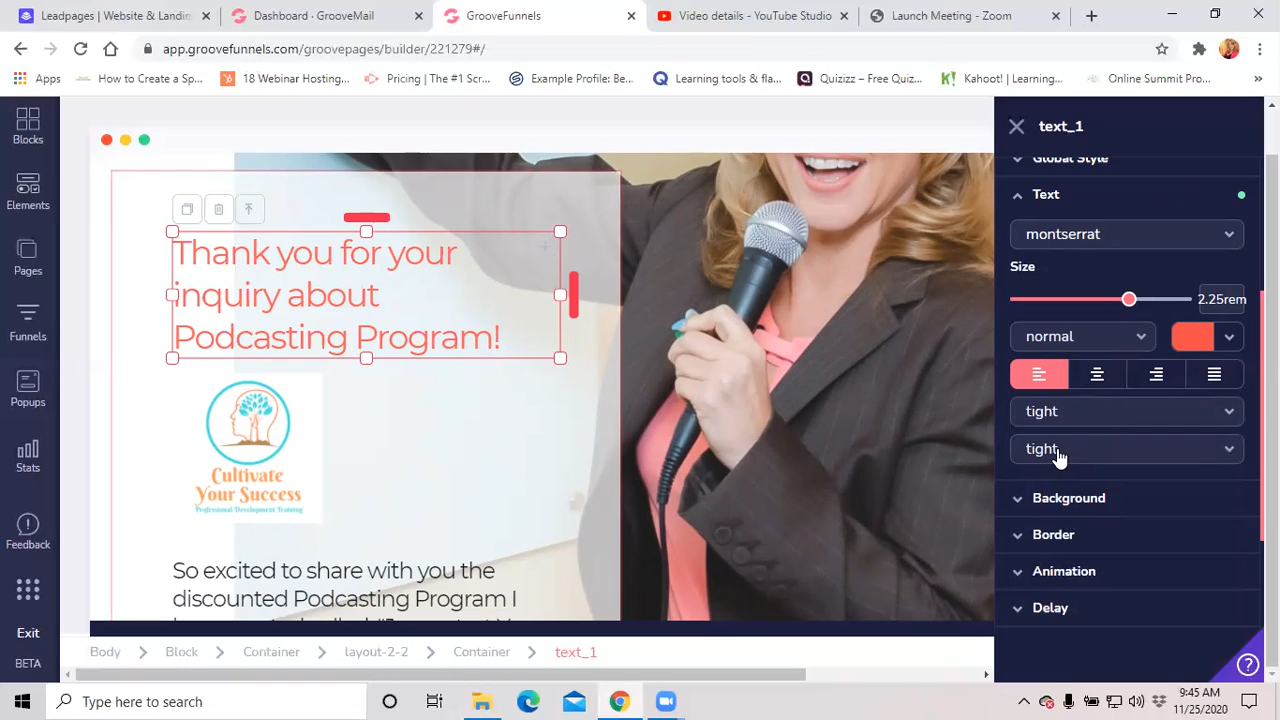 Leadpages | Website & Landin
Dashboard · GrooveMail
GrooveFunnels
Video details - YouTube Studio
Launch Meeting - Zoom
app.groovefunnels.com/groovepages/builder/221279#/
Apps
How to Create a Sp...
18 Webinar Hosting...
Pricing | The #1 Scr...
Example Profile: Be...
Learning tools & fla...
Quizizz – Free Quiz...
Kahoot! | Learning...
Online Summit Pro...
Blocks
Elements
Pages
Funnels
Popups
Stats
Feedback
Exit
BETA
Thank you for your
inquiry about
Podcasting Program!
Cultivate
Your Success
Professional Development Training
So excited to share with you the
discounted Podcasting Program I
Body
Block
Container
layout-2-2
Container
text_1
text_1
Global Style
Text
montserrat
Size
2.25rem
normal
tight
tight
Background
Border
Animation
Delay
Type here to search
9:45 AM
11/25/2020